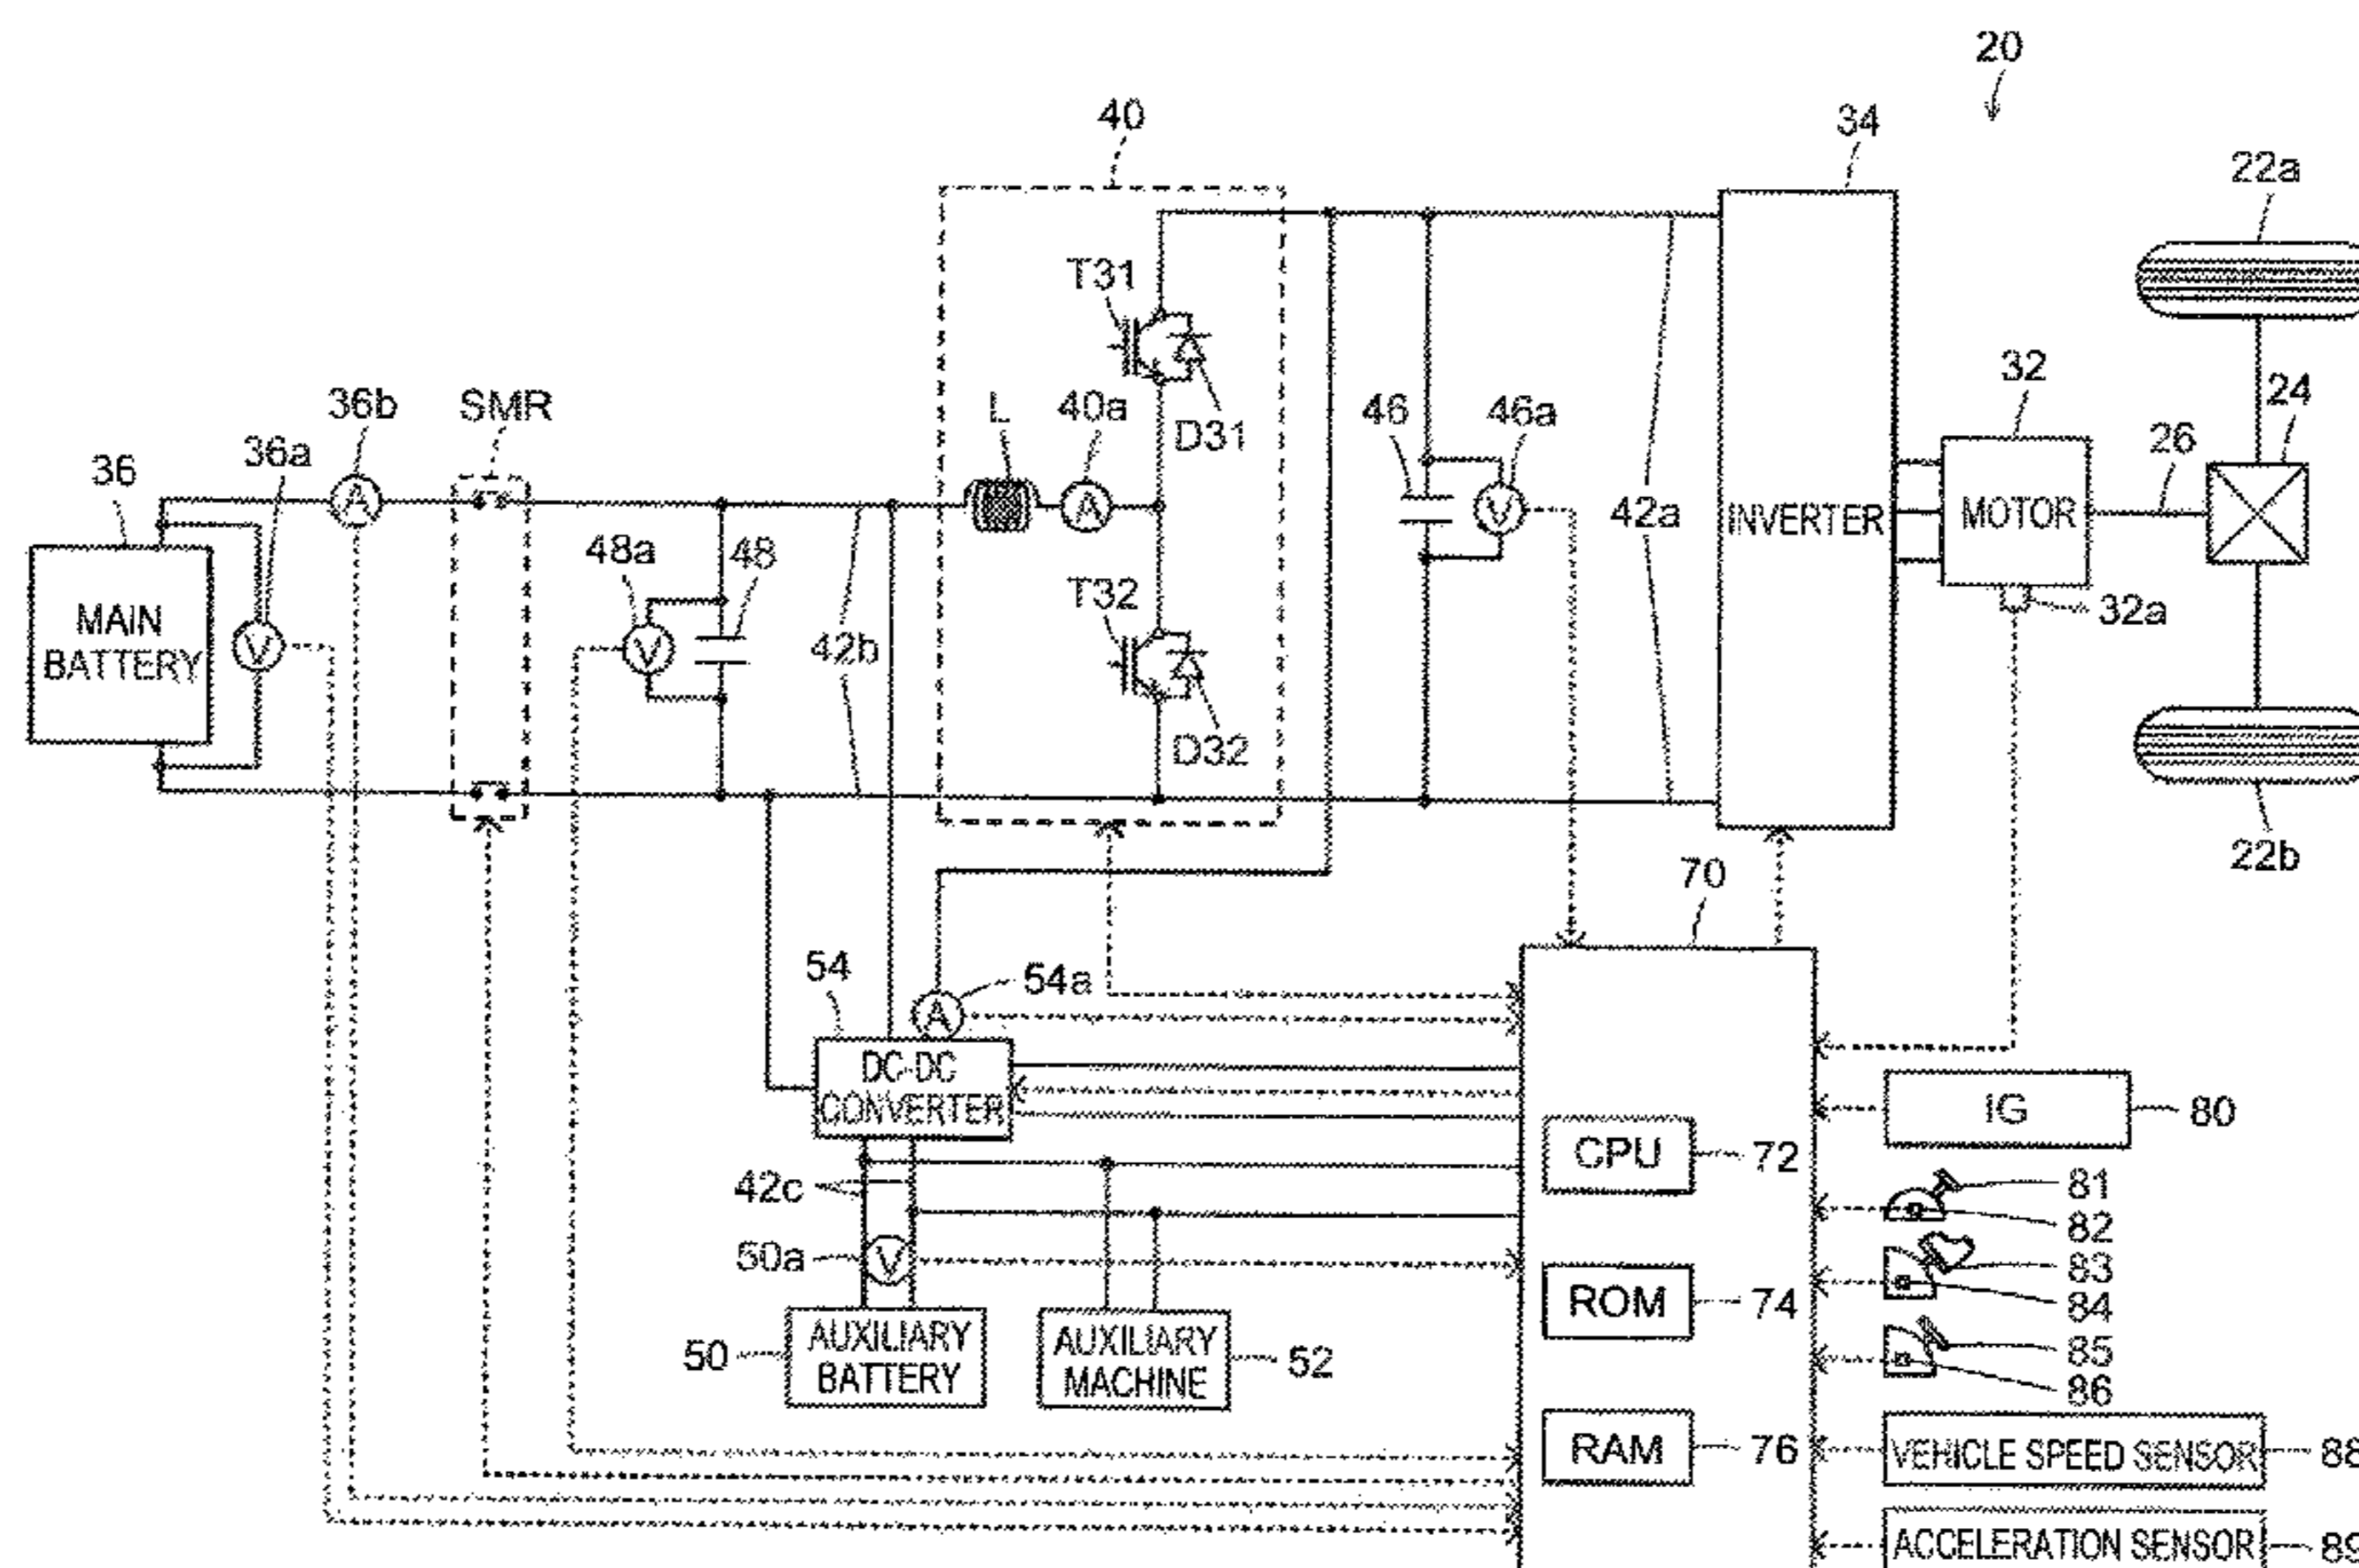 20
40
34
22a
T31
36b
SMR
L
40a
D31
46
46a
32
24
36
36a
A
A
26
48a
48
V
42a
INVERTER
MOTOR
MAIN
BATTERY
V
V
42b
T32
32a
D32
22b
70
54
54a
A
DC-DC
CONVERTER
IG
80
CPU
72
42c
81
82
50a
V
83
84
ROM
74
50
AUXILIARY
BATTERY
AUXILIARY
MACHINE
52
85
86
RAM
76
VEHICLE SPEED SENSOR
88
ACCELERATION SENSOR
89